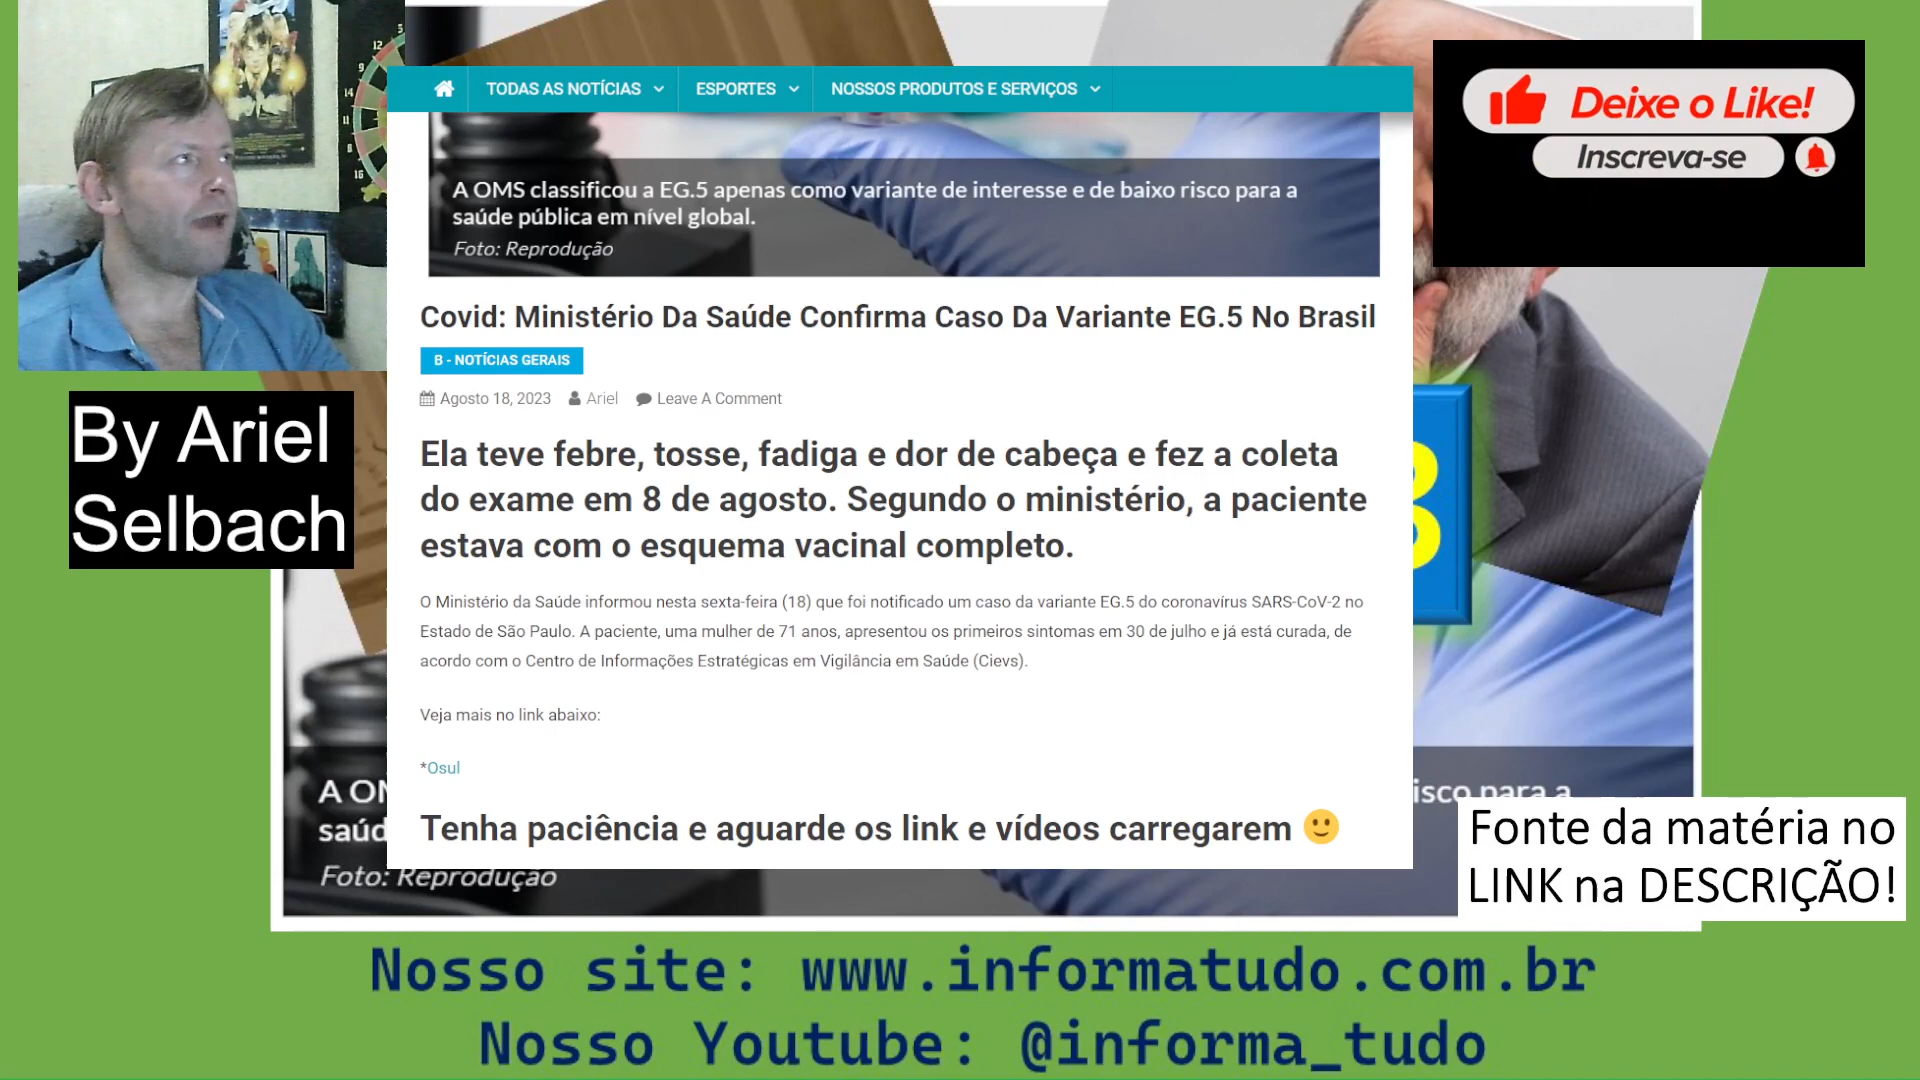 TODAS AS NOTÍCIAS
ESPORTES
NOSSOS PRODUTOS E SERVIÇOS
Deixe o Like!
Inscreva-se
A OMS classificou a EG.5 apenas como variante de interesse e de baixo risco para a
saúde pública em nível global.
Foto: Reprodução
Covid: Ministério Da Saúde Confirma Caso Da Variante EG.5 No Brasil
B - NOTÍCIAS GERAIS
Agosto 18, 2023 Ariel Leave A Comment
By Ariel
Selbach
Ela teve febre, tosse, fadiga e dor de cabeça e fez a coleta
do exame em 8 de agosto. Segundo o ministério, a paciente
estava com o esquema vacinal completo.
O Ministério da Saúde informou nesta sexta-feira (18) que foi notificado um caso da variante EG.5 do coronavírus SARS-CoV-2 no
Estado de São Paulo. A paciente, uma mulher de 71 anos, apresentou os primeiros sintomas em 30 de julho e já está curada, de
acordo com o Centro de Informações Estratégicas em Vigilância em Saúde (Cievs).
Veja mais no link abaixo:
*Osul
Tenha paciência e aguarde os link e vídeos carregarem 🙂
A OM
saúd
isco para a
Foto: Reprodução
Fonte da matéria no
LINK na DESCRIÇÃO!
Nosso site: www.informatudo.com.br
Nosso Youtube: @informa_tudo